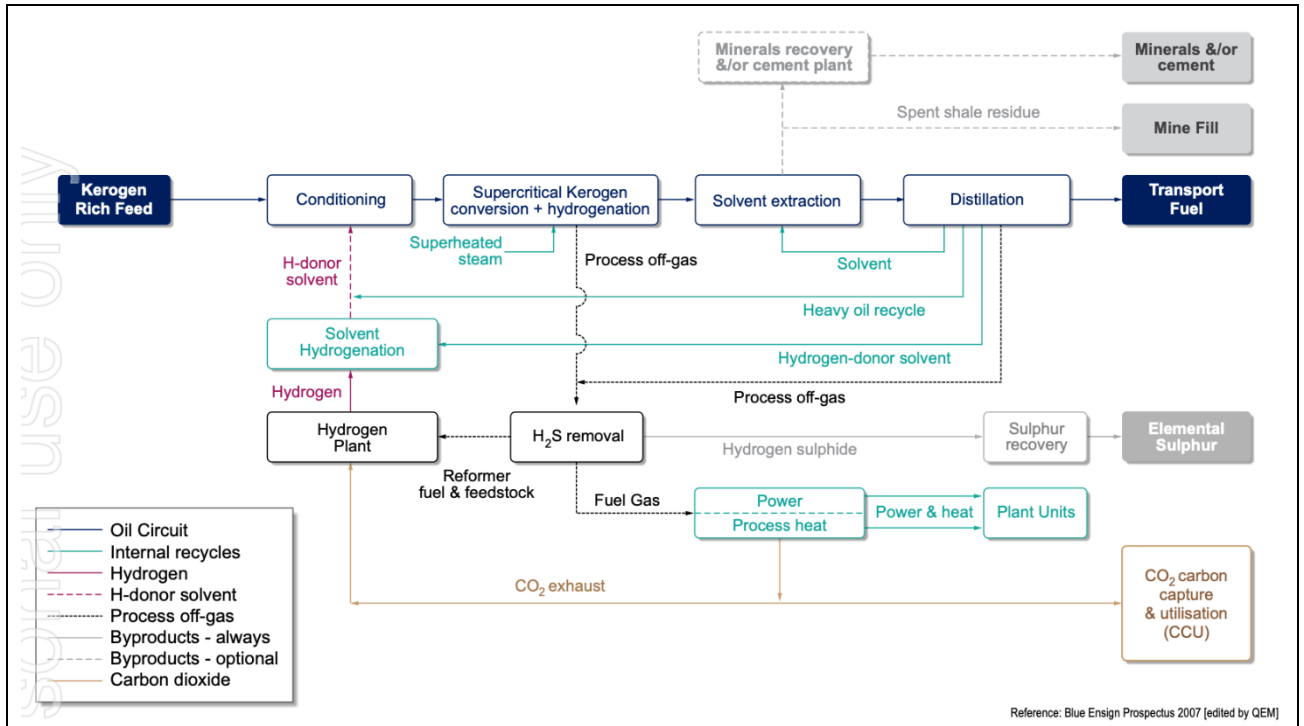 Minerals recovery
&/or cement plant
Minerals &/or
cement
Spent shale residue
Mine Fill
Kerogen
Rich Feed
Conditioning
Supercritical Kerogen
conversion + hydrogenation
Solvent extraction
Distillation
Transport
Fuel
Superheated
steam
Process off-gas
Solvent
H-donor
solvent
Heavy oil recycle
Solvent
Hydrogenation
Hydrogen-donor solvent
Hydrogen
Process off-gas
Hydrogen
Plant
H₂S removal
Hydrogen sulphide
Sulphur
recovery
Elemental
Sulphur
Reformer
fuel & feedstock
Fuel Gas
Power
Process heat
Power & heat
Plant Units
CO₂ exhaust
CO₂ carbon
capture
& utilisation
(CCU)
Oil Circuit
Internal recycles
Hydrogen
H-donor solvent
Process off-gas
Byproducts - always
Byproducts - optional
Carbon dioxide
Reference: Blue Ensign Prospectus 2007 [edited by QEM]
use only